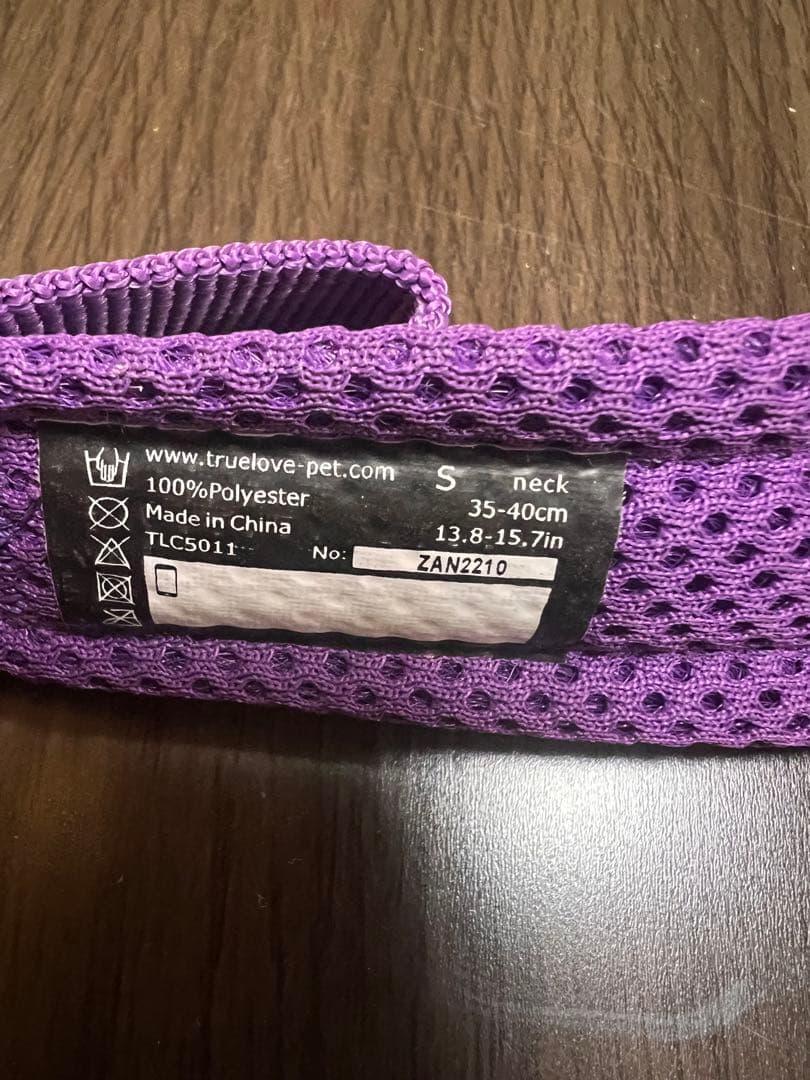 www.truelove-pet.com
100%Polyester
Made in China
TLC5011
S neck
35-40cm
13.8-15.7in
No: ZAN2210